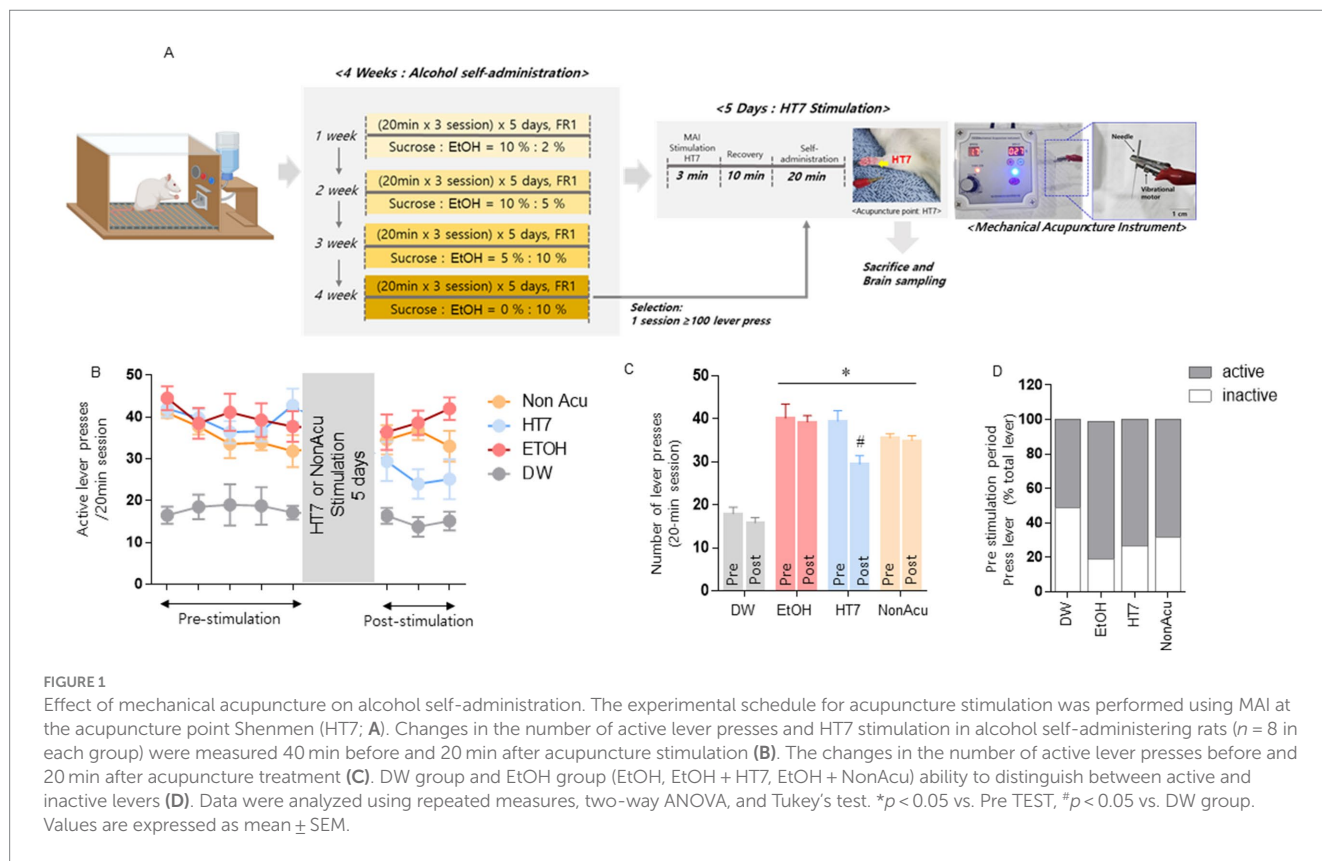 A
<4 Weeks : Alcohol self-administration>
1 week
(20min x 3 session) x 5 days, FR1
Sucrose : EtOH = 10 % : 2 %
2 week
(20min x 3 session) x 5 days, FR1
Sucrose : EtOH = 10 % : 5 %
3 week
(20min x 3 session) x 5 days, FR1
Sucrose : EtOH = 5 % : 10 %
4 week
(20min x 3 session) x 5 days, FR1
Sucrose : EtOH = 0 % : 10 %
Selection:
1 session ≥100 lever press
<5 Days : HT7 Stimulation>
MAI
Stimulation
HT7
Recovery
Self-
administration
3 min
10 min
20 min
HT7
<Acupuncture point: HT7>
Sacrifice and
Brain sampling
Needle
Vibrational
motor
1 cm
<Mechanical Acupuncture Instrument>
B
Active lever presses
/20min session
50
40
30
20
10
0
HT7 or NonAcu
Stimulation
5 days
Pre-stimulation
Post-stimulation
Non Acu
HT7
ETOH
DW
C
Number of lever presses
(20-min session)
50
40
30
20
10
0
*
#
Pre
Post
Pre
Post
Pre
Post
Pre
Post
DW
EtOH
HT7
NonAcu
D
active
inactive
Pre stimulation period
Press lever (% total lever)
120
100
80
60
40
20
0
DW
EtOH
HT7
NonAcu
FIGURE 1
Effect of mechanical acupuncture on alcohol self-administration. The experimental schedule for acupuncture stimulation was performed using MAI at
the acupuncture point Shenmen (HT7; A). Changes in the number of active lever presses and HT7 stimulation in alcohol self-administering rats (n = 8 in
each group) were measured 40 min before and 20 min after acupuncture stimulation (B). The changes in the number of active lever presses before and
20 min after acupuncture treatment (C). DW group and EtOH group (EtOH, EtOH + HT7, EtOH + NonAcu) ability to distinguish between active and
inactive levers (D). Data were analyzed using repeated measures, two-way ANOVA, and Tukey's test. *p < 0.05 vs. Pre TEST, #p < 0.05 vs. DW group.
Values are expressed as mean ± SEM.